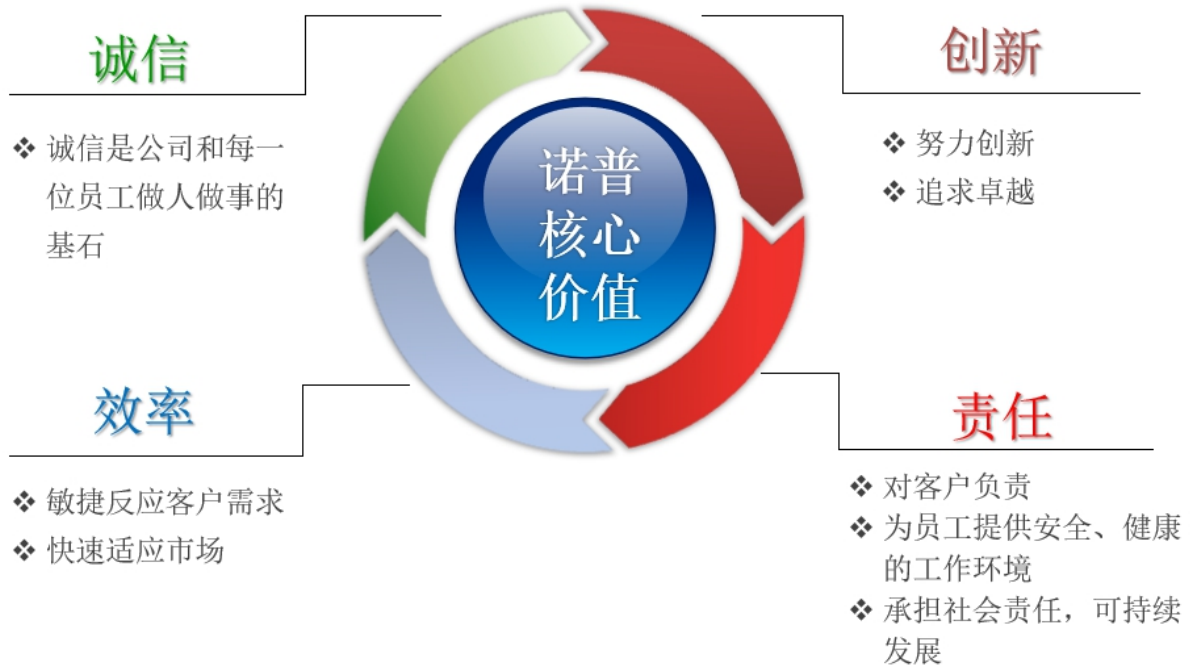 诚信
❖ 诚信是公司和每一
位员工做人做事的
基石
创新
❖ 努力创新
❖ 追求卓越
诺普
核心
价值
效率
❖ 敏捷反应客户需求
❖ 快速适应市场
责任
❖ 对客户负责
❖ 为员工提供安全、健康
的工作环境
❖ 承担社会责任，可持续
发展